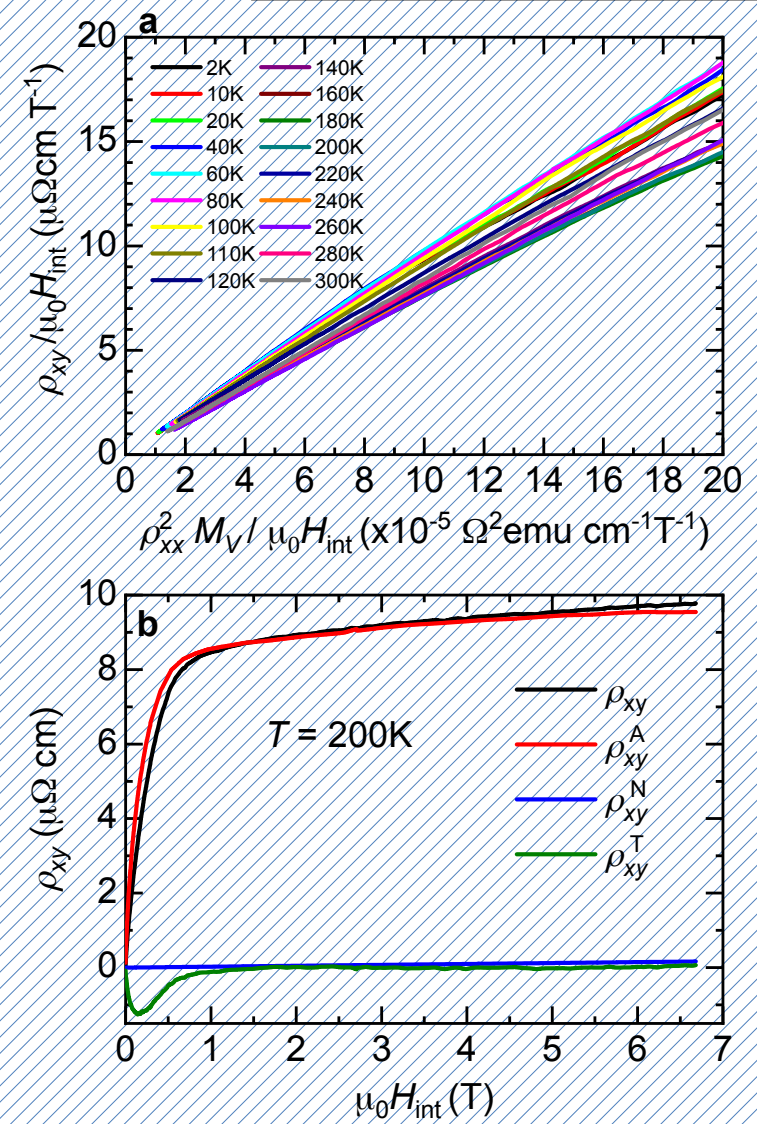 a
20
15
10
5
0
ρxy/μ0Hint (μΩcm T-1)
2K 140K
10K 160K
20K 180K
40K 200K
60K 220K
80K 240K
100K 260K
110K 280K
120K 300K
0 2 4 6 8 10 12 14 16 18 20
ρ2xx MV/ μ0Hint (x10-5 Ω2emu cm-1T-1)
b
10
8
6
4
2
0
ρxy (μΩ cm)
T = 200K
ρxy
ρAxy
ρNxy
ρTxy
0 1 2 3 4 5 6 7
μ0Hint (T)